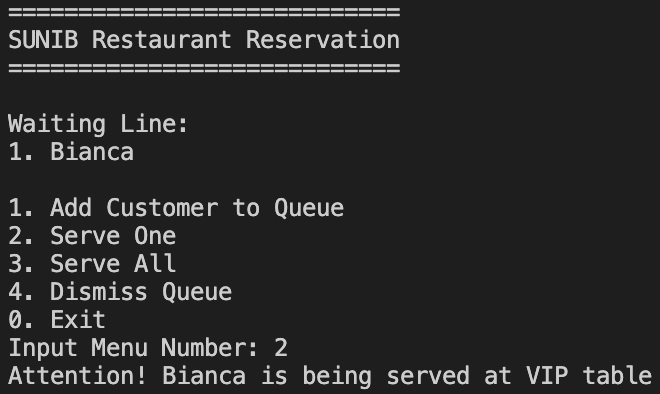 ============================
SUNIB Restaurant Reservation
============================
Waiting Line:
1. Bianca
1. Add Customer to Queue
2. Serve One
3. Serve All
4. Dismiss Queue
0. Exit
Input Menu Number: 2
Attention! Bianca is being served at VIP table